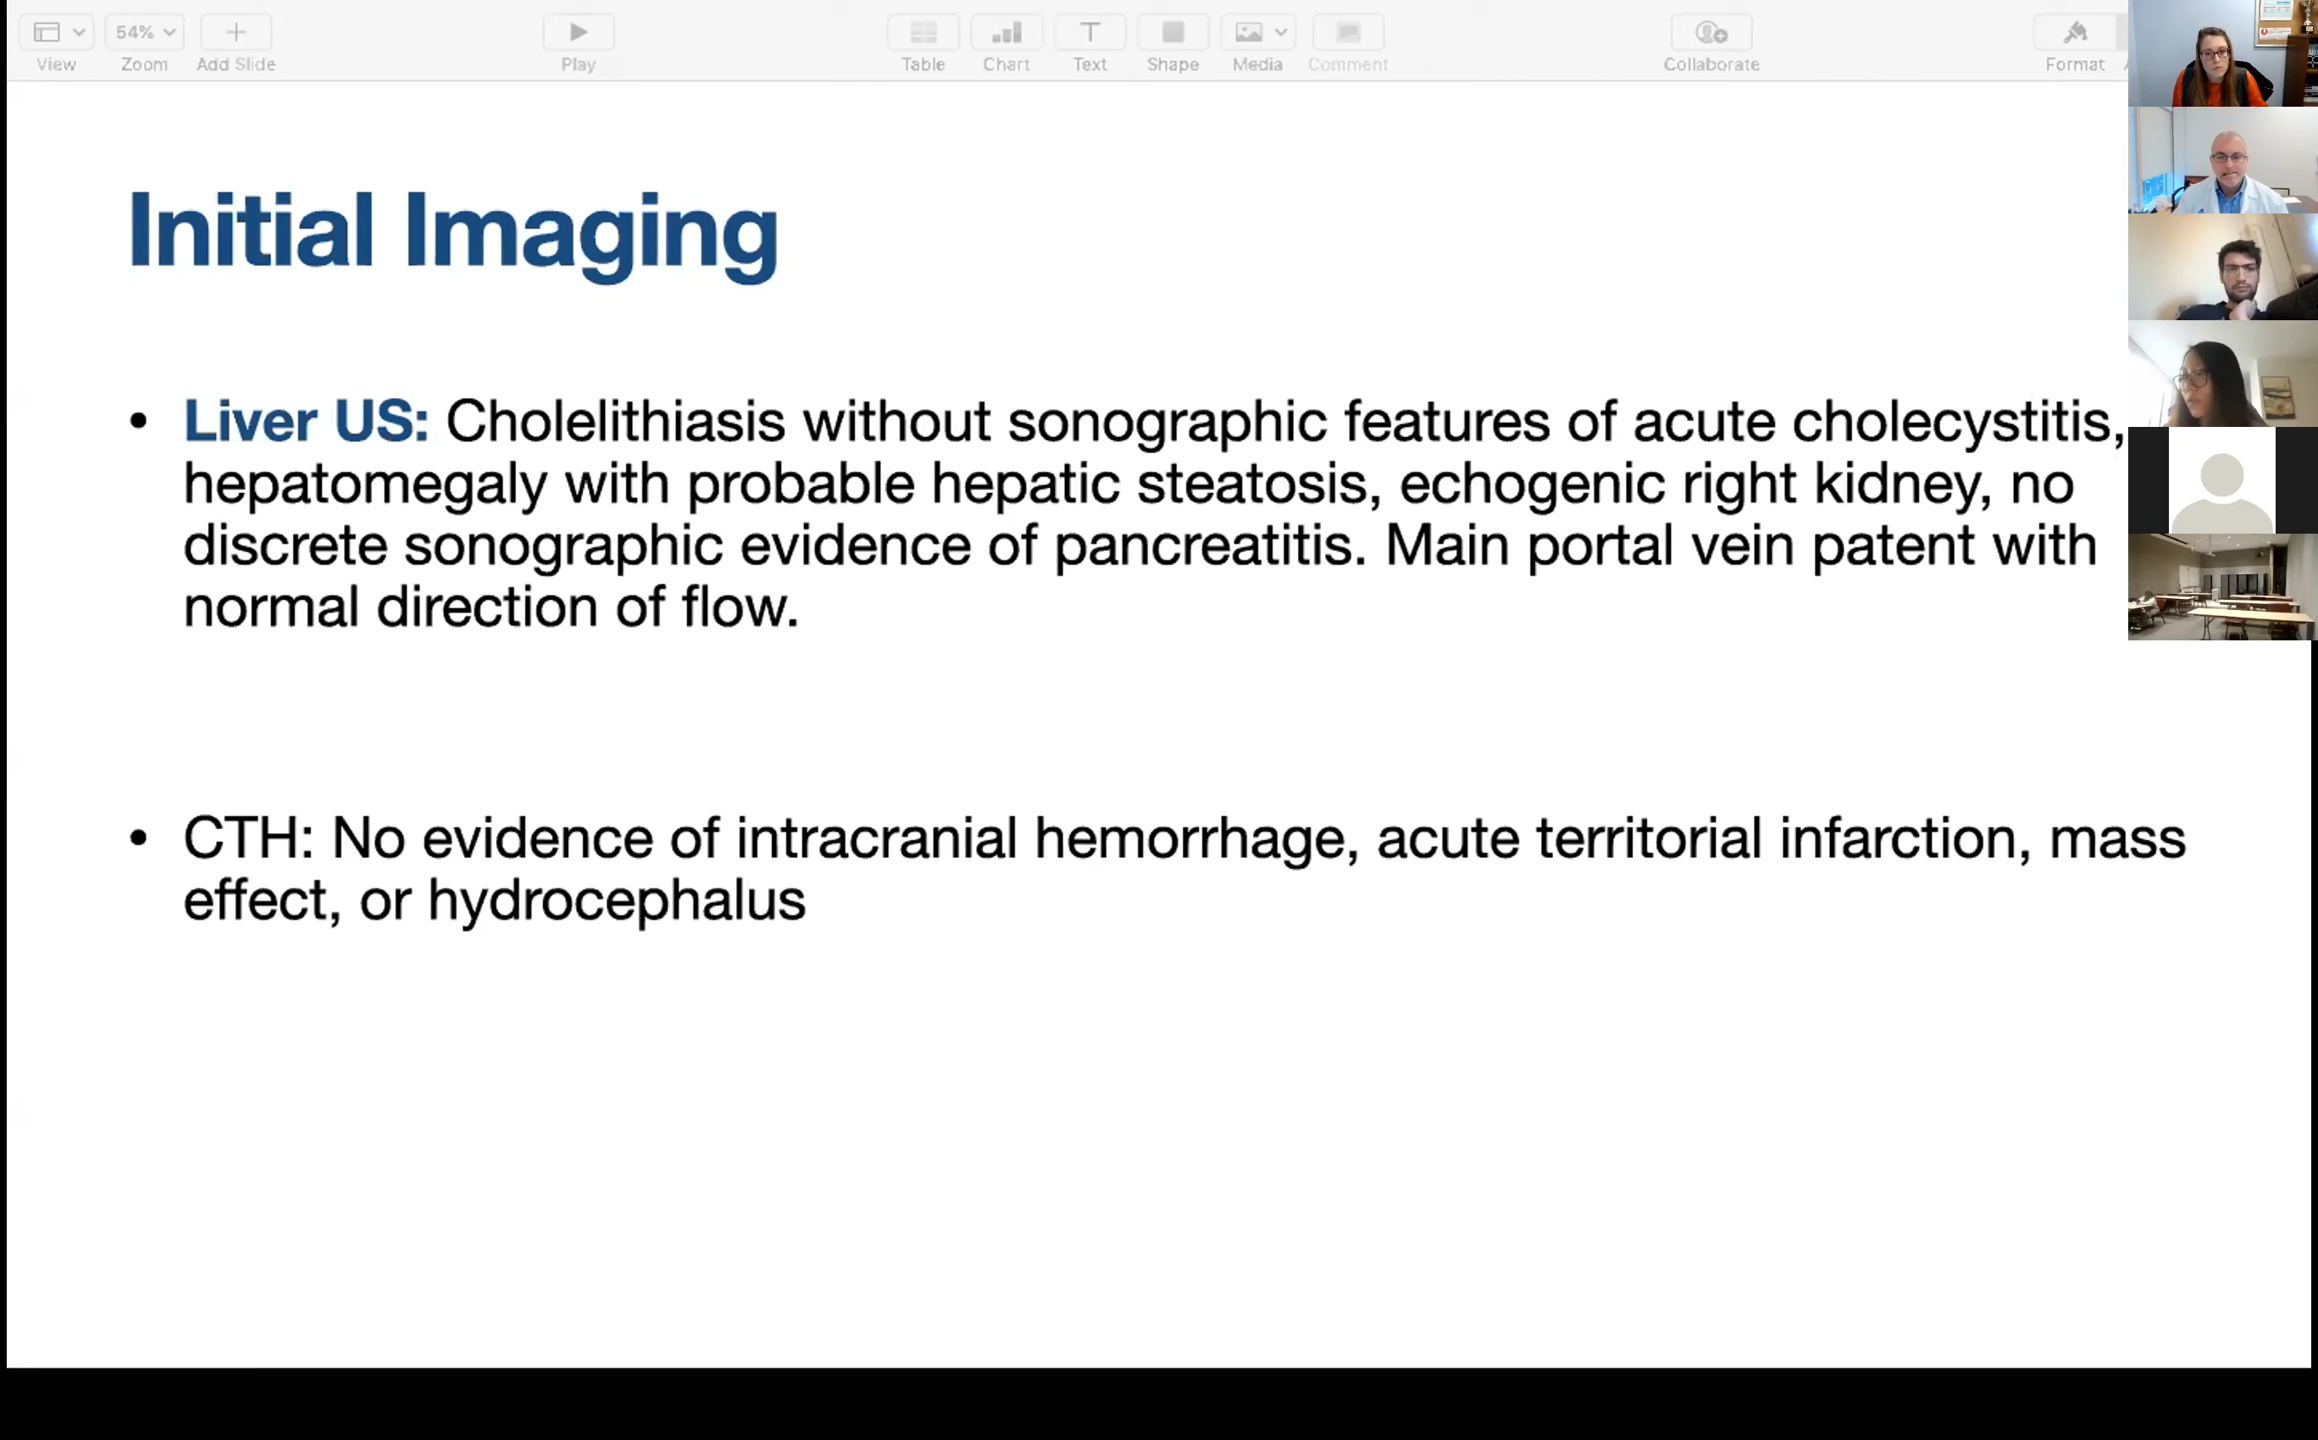 54%
View
Zoom
Add Slide
Play
Table
Chart
Text
Shape
Media
Comment
Collaborate
Format
Initial Imaging
• Liver US: Cholelithiasis without sonographic features of acute cholecystitis,
hepatomegaly with probable hepatic steatosis, echogenic right kidney, no
discrete sonographic evidence of pancreatitis. Main portal vein patent with
normal direction of flow.
• CTH: No evidence of intracranial hemorrhage, acute territorial infarction, mass
effect, or hydrocephalus